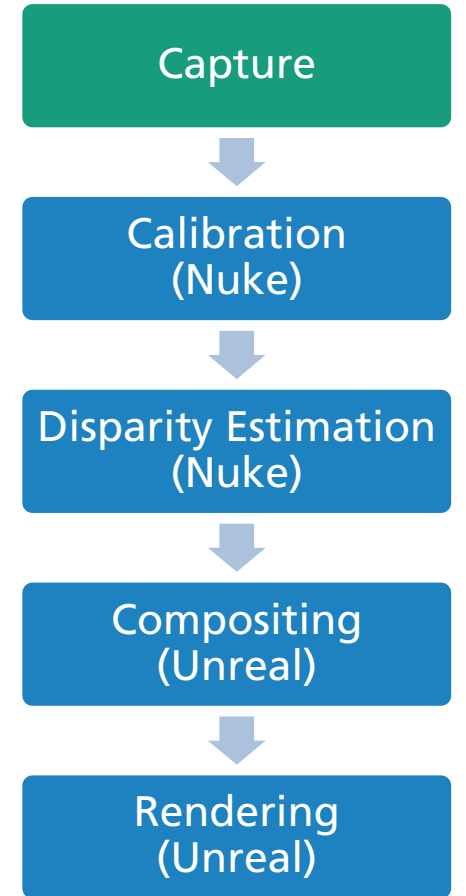 Capture
Calibration
(Nuke)
Disparity Estimation
(Nuke)
Compositing
(Unreal)
Rendering
(Unreal)